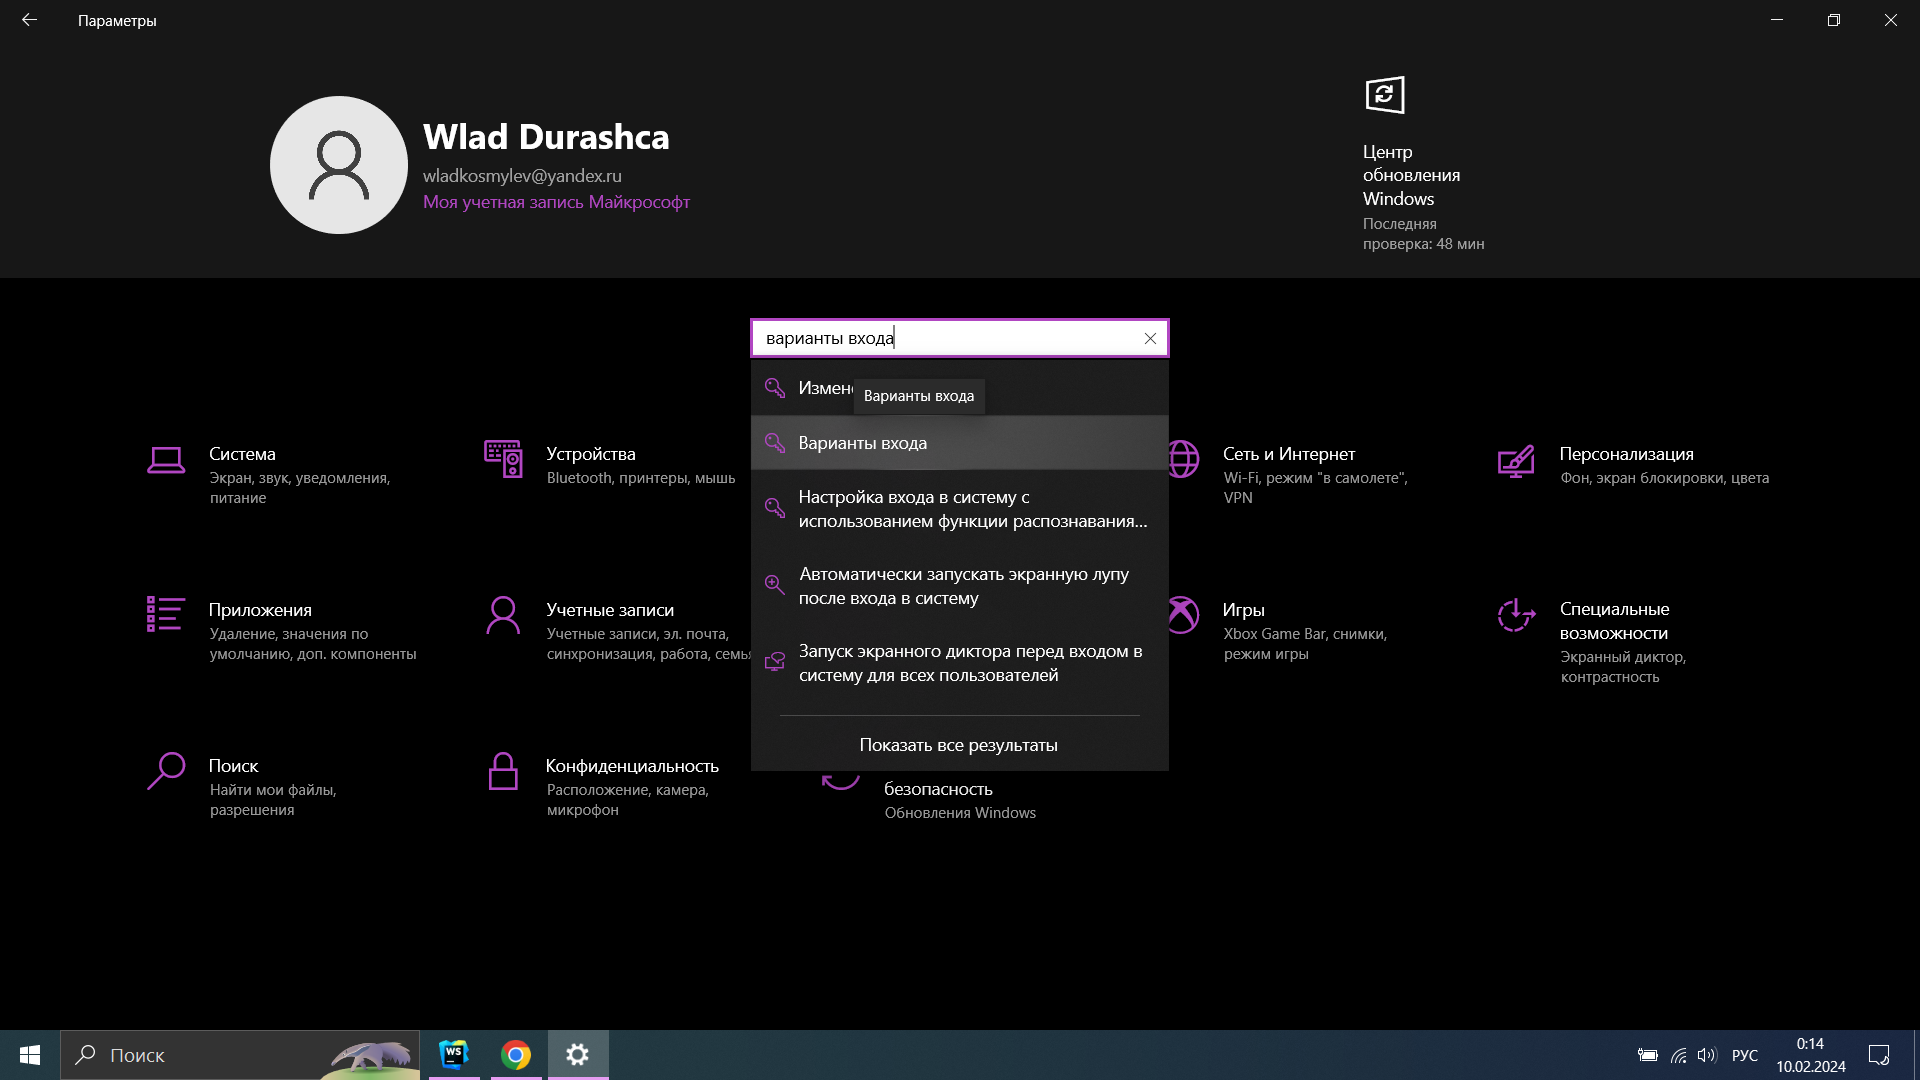 Параметры
Wlad Durashca
wladkosmylev@yandex.ru
Моя учетная запись Майкрософт
Центр
обновления
Windows
Последняя
проверка: 48 мин
варианты входа
Измен
Варианты входа
Варианты входа
Настройка входа в систему с
использованием функции распознавания...
Автоматически запускать экранную лупу
после входа в систему
Запуск экранного диктора перед входом в
систему для всех пользователей
Показать все результаты
Система
Экран, звук, уведомления,
питание
Устройства
Bluetooth, принтеры, мышь
Сеть и Интернет
Wi-Fi, режим "в самолете",
VPN
Персонализация
Фон, экран блокировки, цвета
Приложения
Удаление, значения по
умолчанию, доп. компоненты
Учетные записи
Учетные записи, эл. почта,
синхронизация, работа, семь
Игры
Xbox Game Bar, снимки,
режим игры
Специальные
возможности
Экранный диктор,
контрастность
Поиск
Найти мои файлы,
разрешения
Конфиденциальность
Расположение, камера,
микрофон
безопасность
Обновления Windows
Поиск
WS
РУС
0:14
10.02.2024